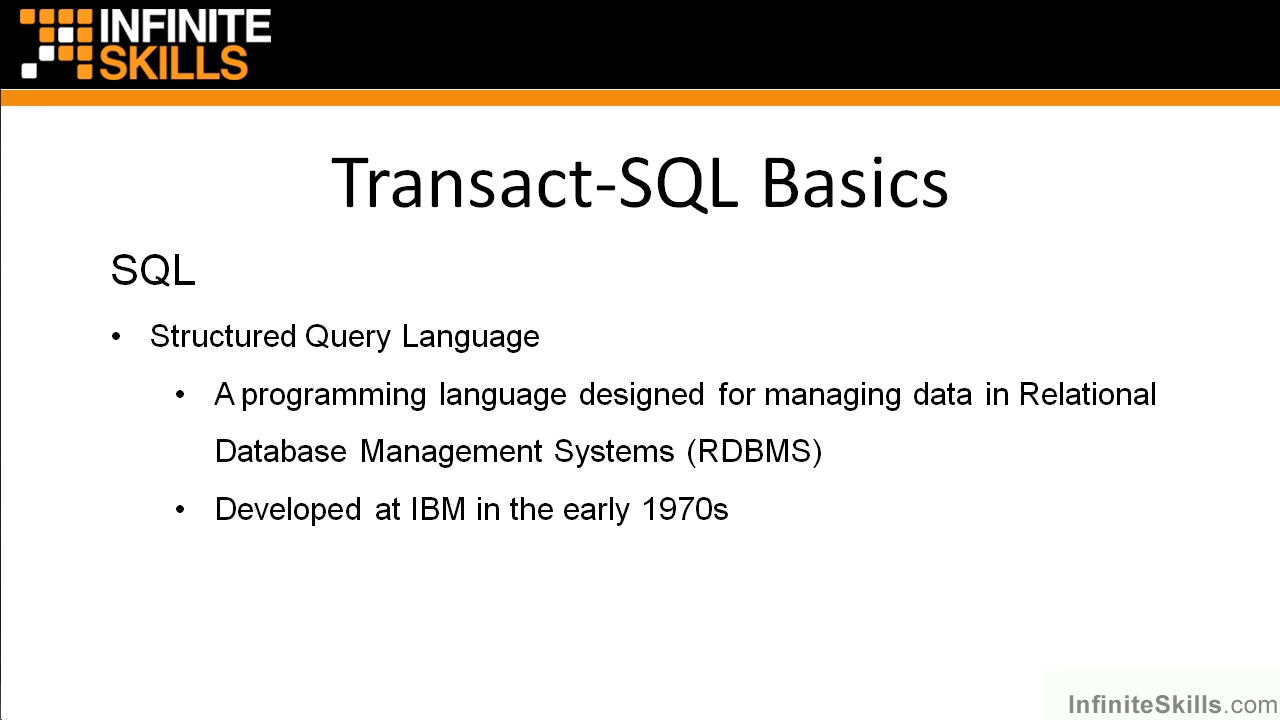 INFINITE
SKILLS
Transact-SQL Basics
SQL
• Structured Query Language
• A programming language designed for managing data in Relational
Database Management Systems (RDBMS)
• Developed at IBM in the early 1970s
InfiniteSkills.com